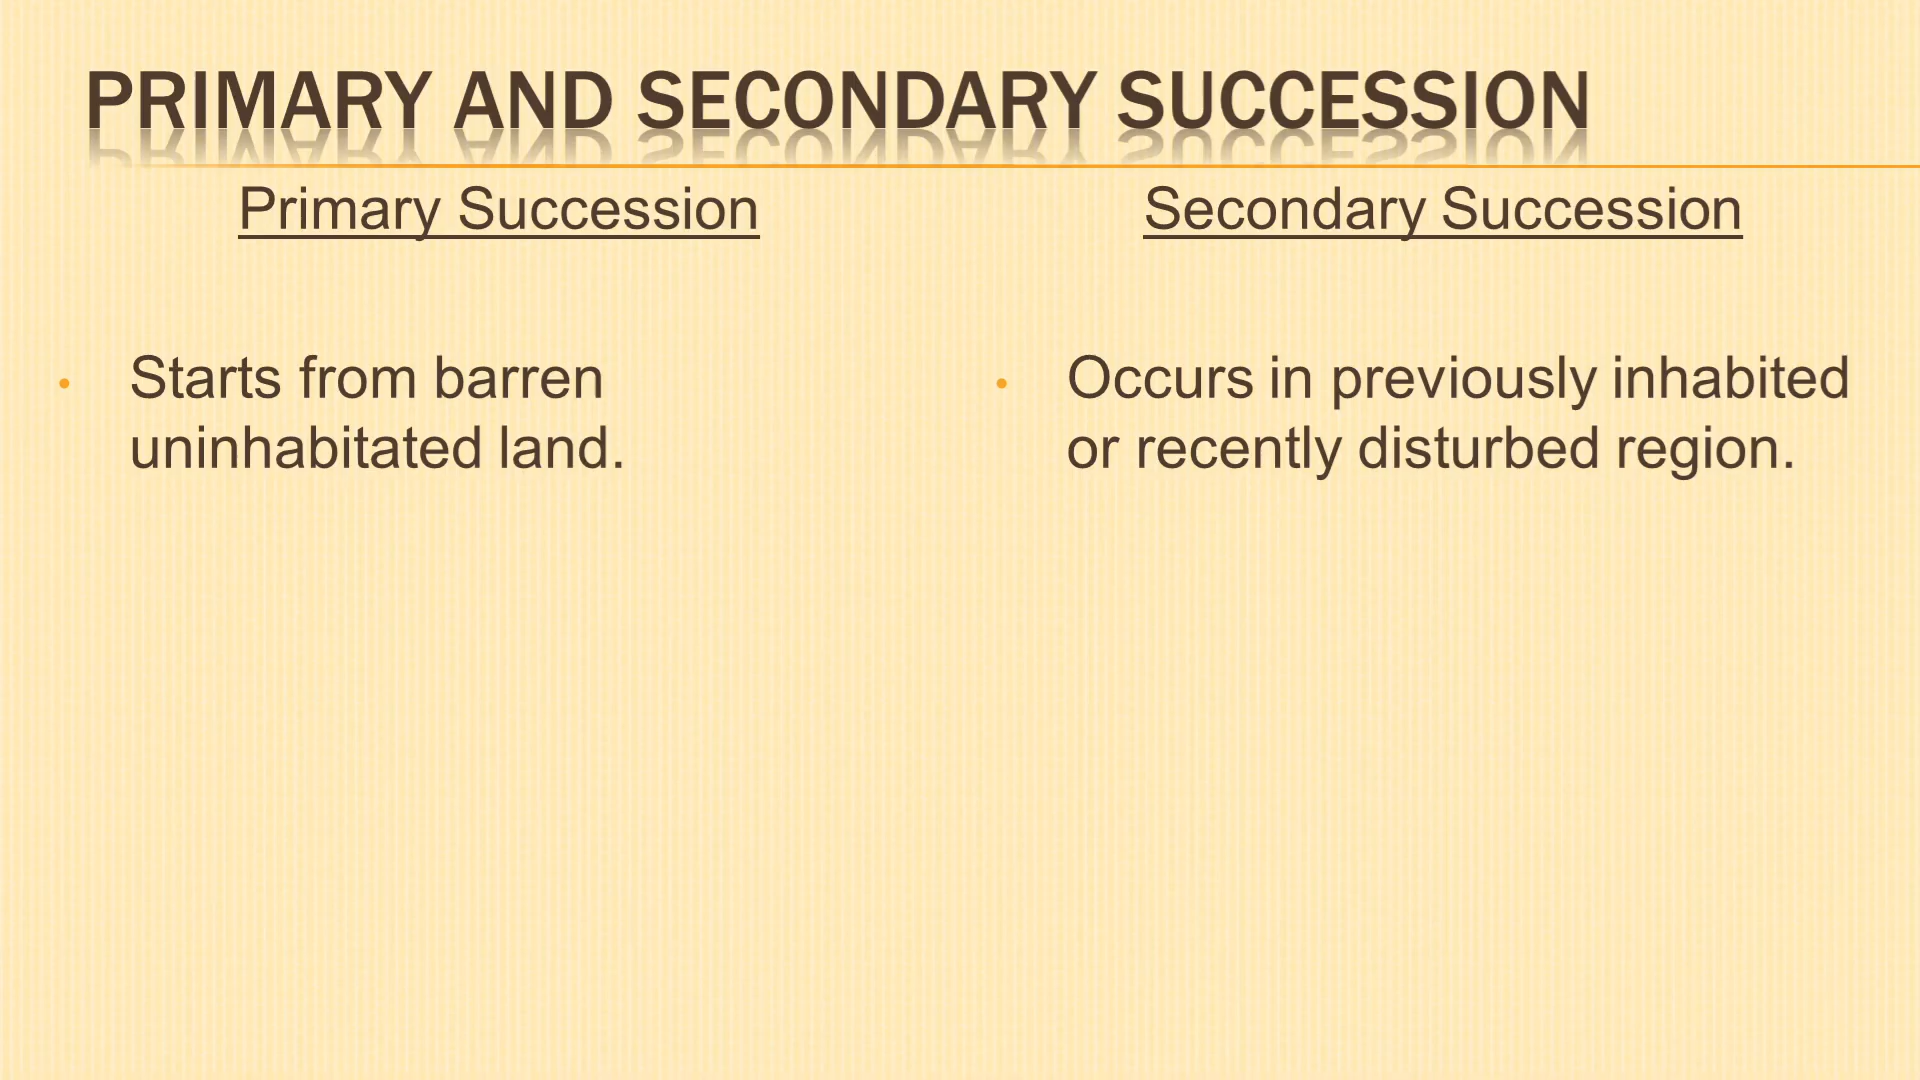 PRIMARY AND SECONDARY SUCCESSION
Primary Succession
• Starts from barren
uninhabitated land.
Secondary Succession
• Occurs in previously inhabited
or recently disturbed region.